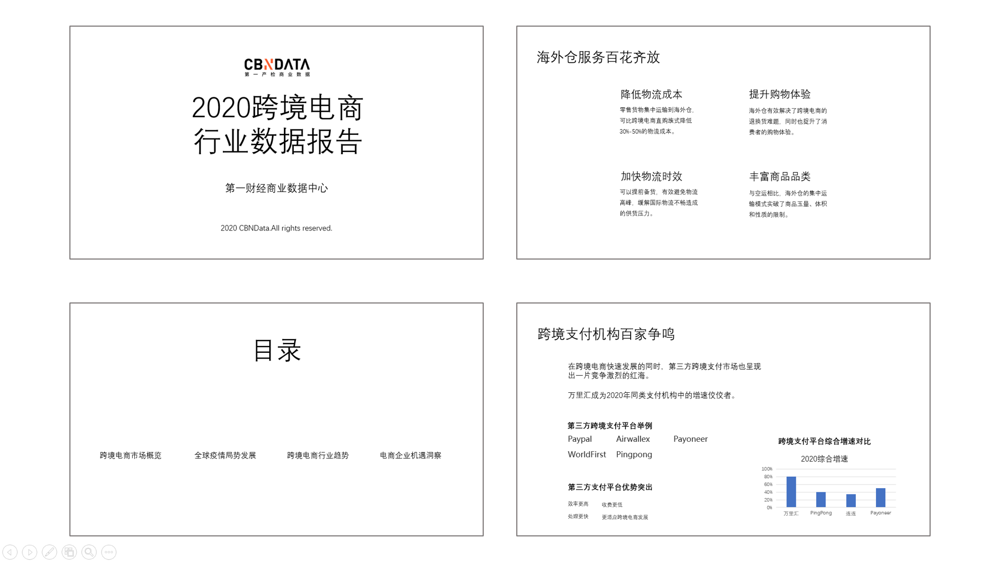 CBNDATA
第一产检商业数据
2020跨境电商
行业数据报告
第一财经商业数据中心
2020 CBNData.All rights reserved.
海外仓服务百花齐放
降低物流成本
零售货物集中运输到海外仓,
可比跨境电商直购族式降低
30%-50%的物流成本。
提升购物体验
海外仓有效解决了跨境电商的
退换货难题，同时也捉升了消
费者的购物体验。
加快物流时效
可以提前备货，有效避免物流
高峰，缓解国际物流不畅造成
的供货压力。
丰富商品品类
与空运相比，海外仓的集中运
输模式实破了商品玉量、体积
和性质的限制。
目录
跨境电商市场概览
全球疫情局势发展
跨境电商行业趋势
电商企业机遇洞察
跨境支付机构百家争鸣
在跨境电商快速发展的同时，第三方跨境支付市场也呈现
出一片竞争激烈的红海。
万里汇成为2020年同类支付机构中的增速佼佼者。
第三方跨境支付平台举例
Paypal Airwallex Payoneer
WorldFirst Pingpong
第三方支付平台优势突出
效率更高 收费更低
处理更快 更适应跨境电商发展
跨境支付平台综合增速对比
2020综合增速
100%
80%
60%
40%
20%
0%
万里汇 PingPong 连连 Payoneer